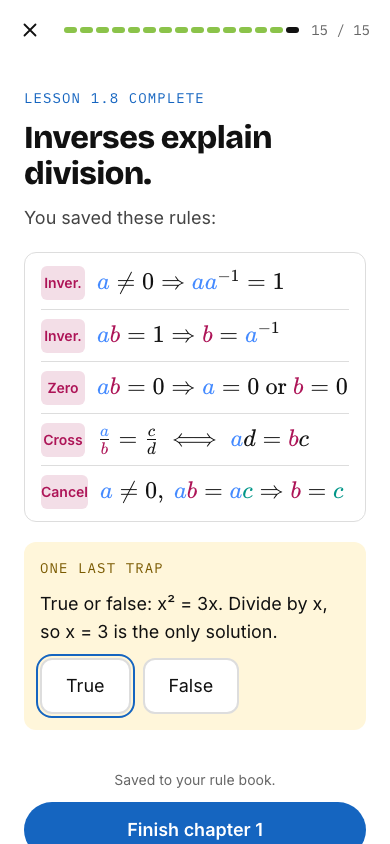 15 / 15
LESSON 1.8 COMPLETE
Inverses explain
division.
You saved these rules:
Inver. a ≠ 0 ⇒ aa⁻¹ = 1
Inver. ab = 1 ⇒ b = a⁻¹
Zero ab = 0 ⇒ a = 0 or b = 0
Cross a/b = c/d ⟺ ad = bc
Cancel a ≠ 0, ab = ac ⇒ b = c
ONE LAST TRAP
True or false: x² = 3x. Divide by x,
so x = 3 is the only solution.
True False
Saved to your rule book.
Finish chapter 1